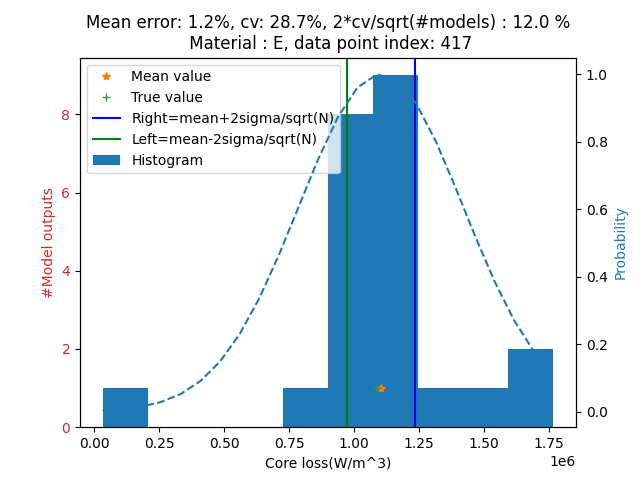 Mean error: 1.2%, cv: 28.7%, 2*cv/sqrt(#models) : 12.0 %
Material : E, data point index: 417
Mean value
True value
Right=mean+2sigma/sqrt(N)
Left=mean-2sigma/sqrt(N)
Histogram
#Model outputs
0
2
4
6
8
Probability
0.0
0.2
0.4
0.6
0.8
1.0
0.00 0.25 0.50 0.75 1.00 1.25 1.50 1.75
1e6
Core loss(W/m^3)